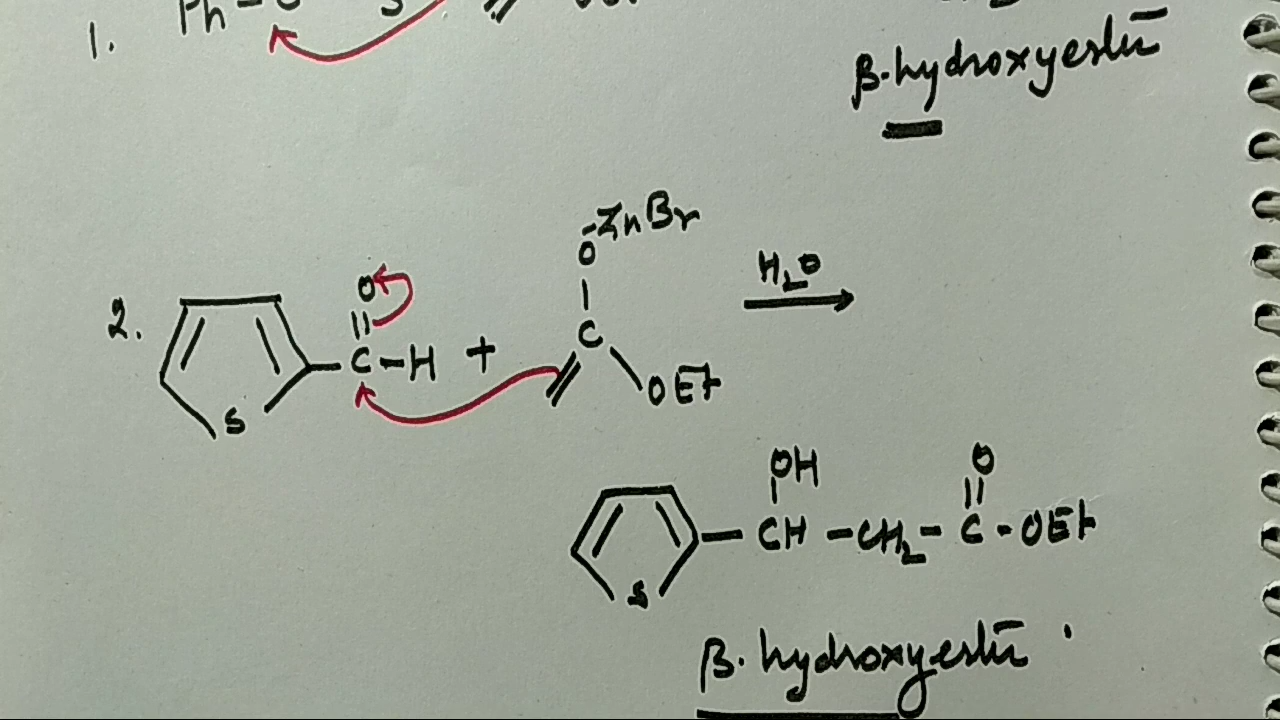 1. Ph
β-hydroxyester
O-ZnBr
2. O C-H + C H2O
S OEt
OH O
CH -CH2- C - OEt
S
β. hydroxyester.